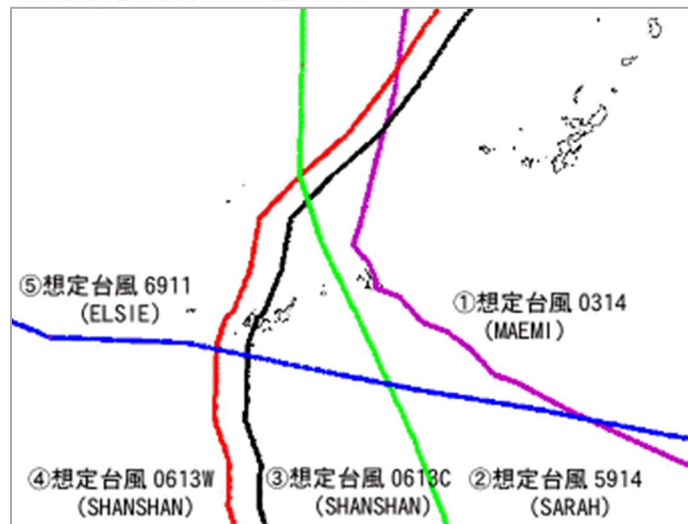 ⑤想定台風 6911
(ELSIE)
①想定台風 0314
(MAEMI)
④想定台風 0613W
(SHANSHAN)
③想定台風 0613C
(SHANSHAN)
②想定台風 5914
(SARAH)